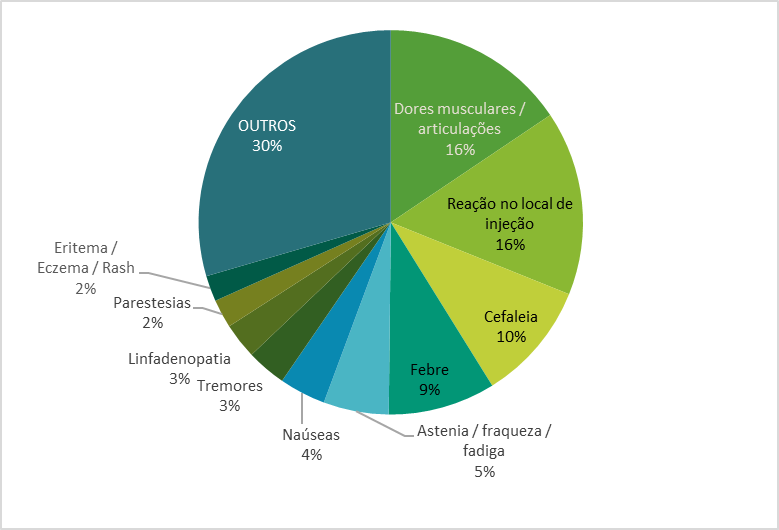 Dores musculares /
articulações
16%
Reação no local de
injeção
16%
Cefaleia
10%
Febre
9%
Astenia / fraqueza /
fadiga
5%
Naúseas
4%
Tremores
3%
Linfadenopatia
3%
Parestesias
2%
Eritema /
Eczema / Rash
2%
OUTROS
30%